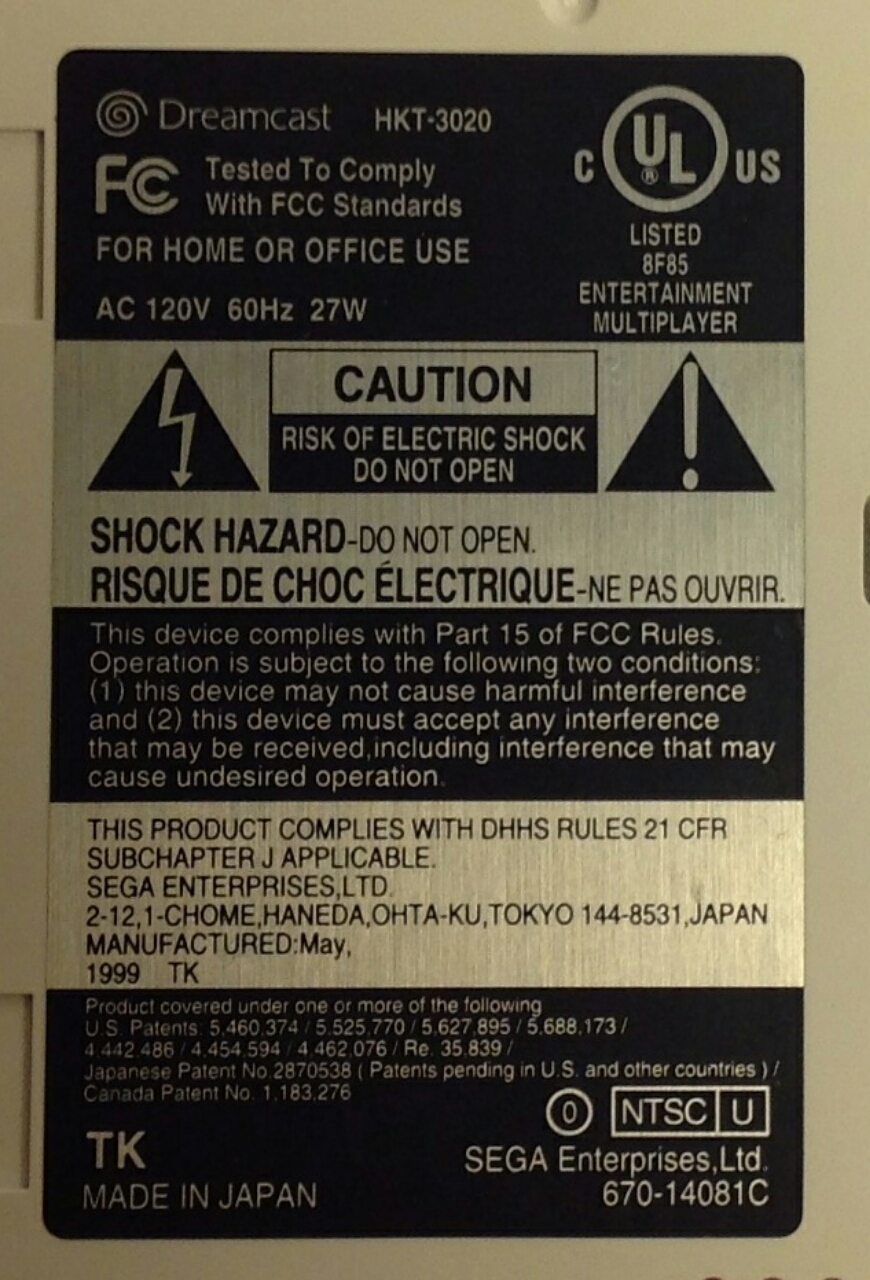 Dreamcast HKT-3020
FC Tested To Comply
With FCC Standards
FOR HOME OR OFFICE USE
AC 120V 60Hz 27W
C UL ® US
LISTED
8F85
ENTERTAINMENT
MULTIPLAYER
CAUTION
RISK OF ELECTRIC SHOCK
DO NOT OPEN
SHOCK HAZARD-DO NOT OPEN.
RISQUE DE CHOC ÉLECTRIQUE-NE PAS OUVRIR.
This device complies with Part 15 of FCC Rules.
Operation is subject to the following two conditions:
(1) this device may not cause harmful interference
and (2) this device must accept any interference
that may be received,including interference that may
cause undesired operation.
THIS PRODUCT COMPLIES WITH DHHS RULES 21 CFR
SUBCHAPTER J APPLICABLE.
SEGA ENTERPRISES,LTD.
2-12,1-CHOME,HANEDA,OHTA-KU,TOKYO 144-8531,JAPAN
MANUFACTURED:May,
1999 TK
Product covered under one or more of the following
U.S. Patents: 5,460,374 / 5,525,770 / 5,627,895 / 5,688,173 /
4,442,486 / 4,454,594 / 4,462,076 / Re. 35,839 /
Japanese Patent No.2870538 ( Patents pending in U.S. and other countries ) /
Canada Patent No. 1,183,276
0 NTSC U
TK
SEGA Enterprises,Ltd.
MADE IN JAPAN
670-14081C